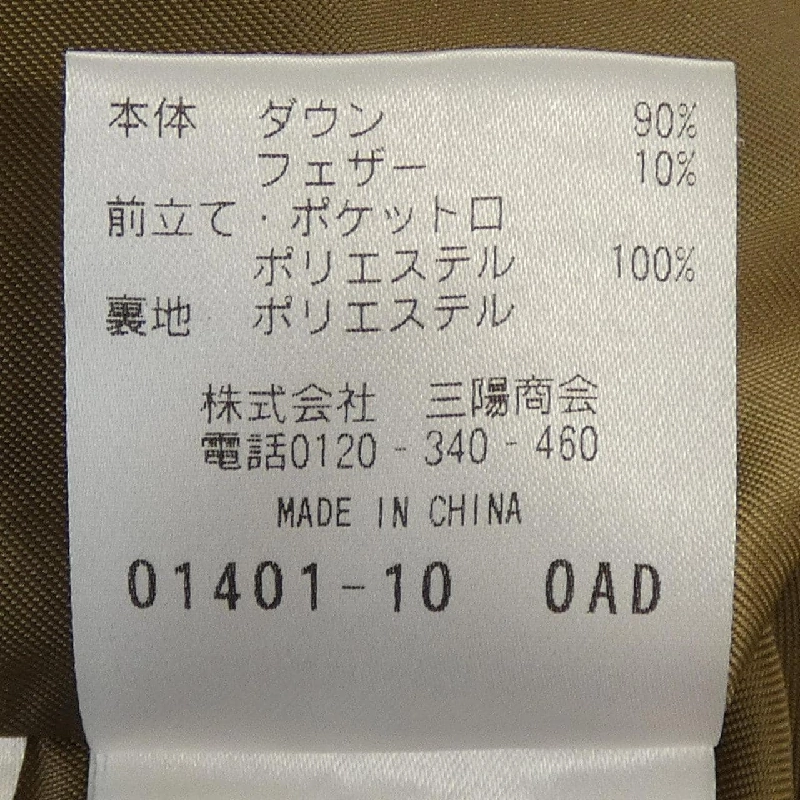 本体 ダウン 90%
フェザー 10%
前立て・ポケット口
ポリエステル 100%
裏地 ポリエステル
株式会社 三陽商会
電話0120-340-460
MADE IN CHINA
01401-10 0AD